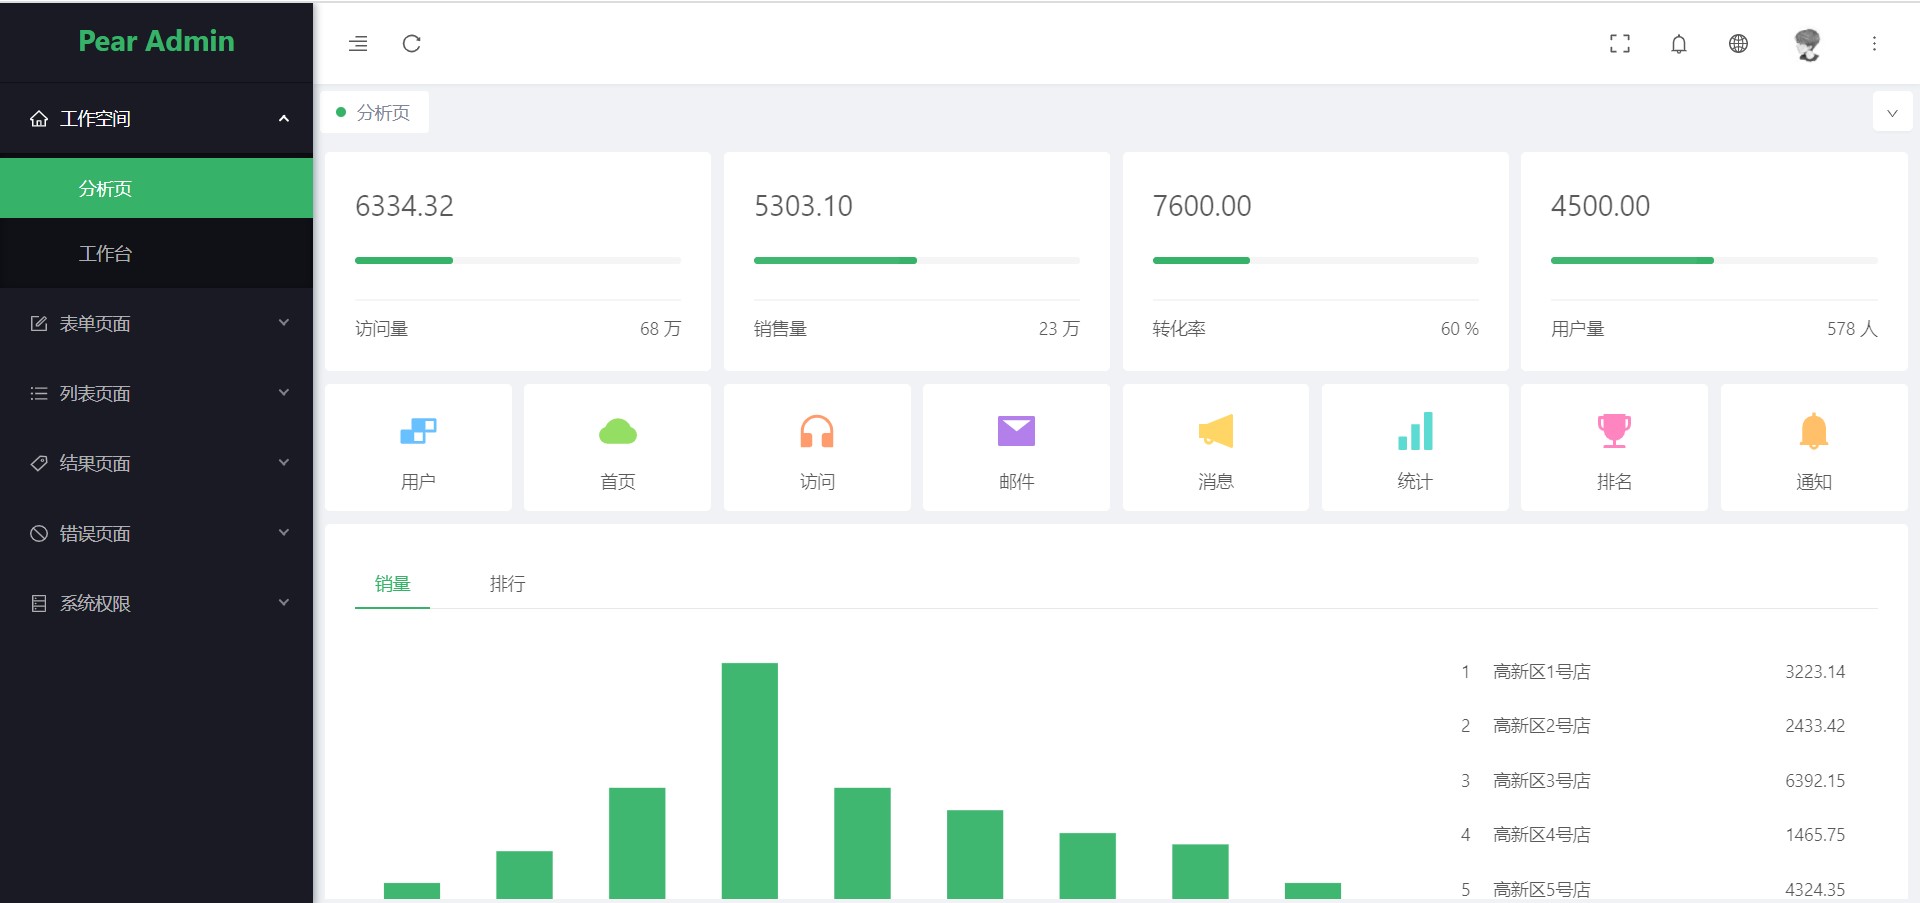 Pear Admin
工作空间
分析页
工作台
表单页面
列表页面
结果页面
错误页面
系统权限
分析页
6334.32
访问量 68 万
5303.10
销售量 23 万
7600.00
转化率 60 %
4500.00
用户量 578 人
用户
首页
访问
邮件
消息
统计
排名
通知
销量 排行
1 高新区1号店 3223.14
2 高新区2号店 2433.42
3 高新区3号店 6392.15
4 高新区4号店 1465.75
5 高新区5号店 4324.35